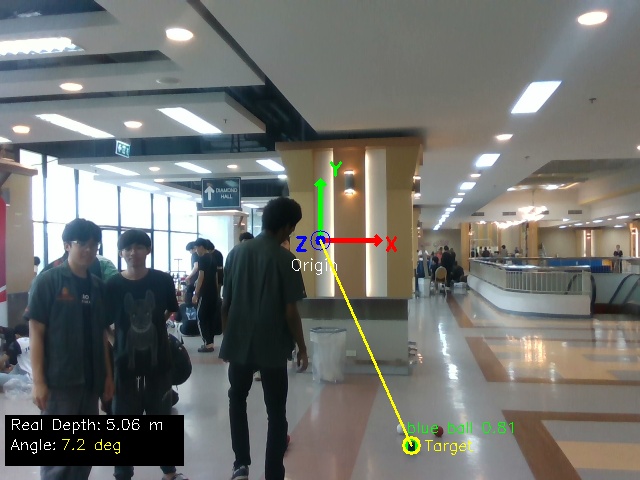 DIAMOND
HALL
Y
Z
X
Origin
blue ball 0.81
Target
Real Depth: 5.06 m
Angle: 7.2 deg